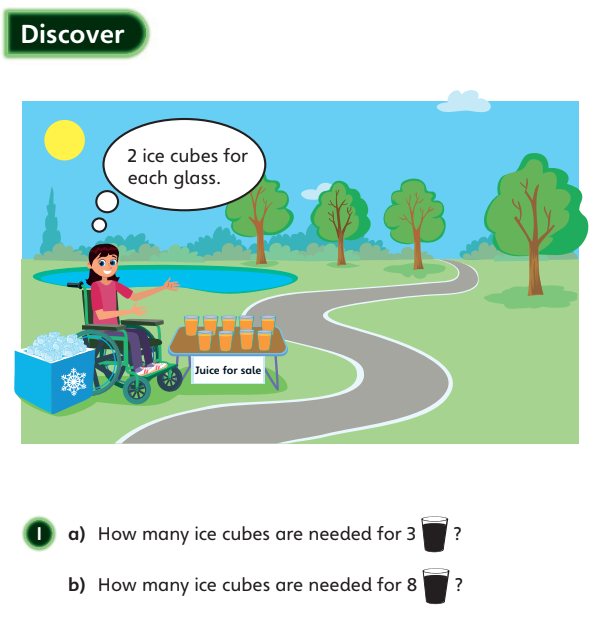 Discover
2 ice cubes for
each glass.
Juice for sale
1 a) How many ice cubes are needed for 3 ?
b) How many ice cubes are needed for 8 ?